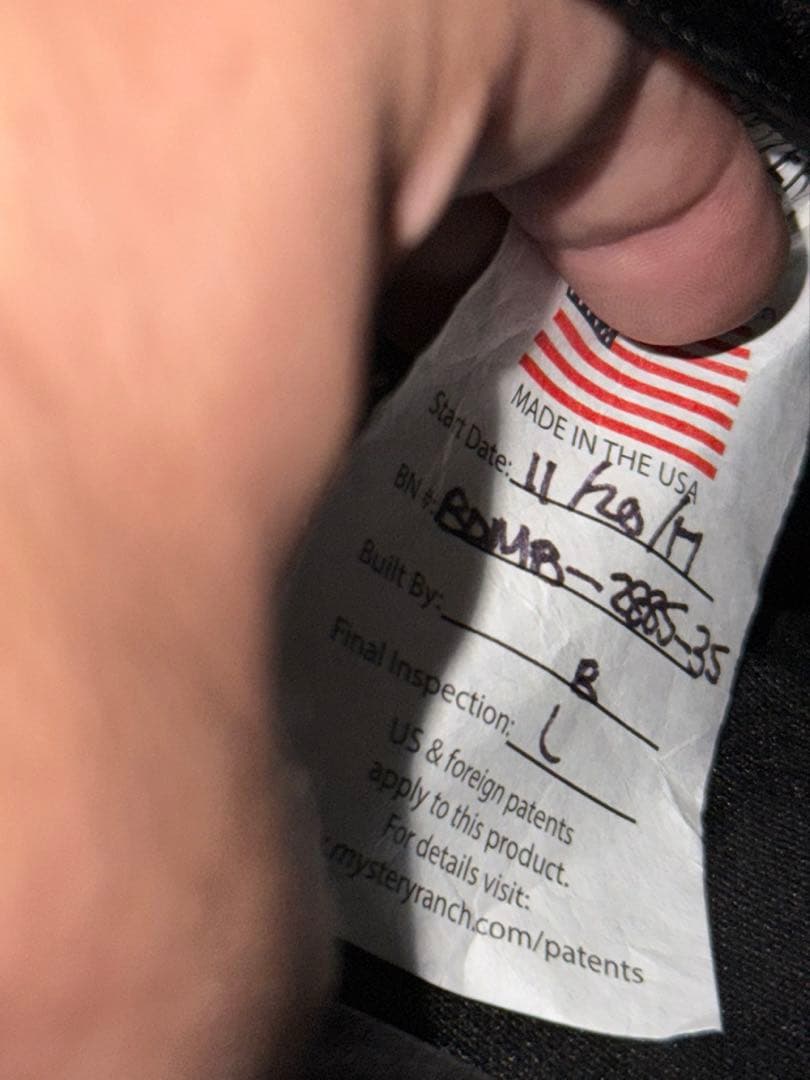 MADE IN THE USA
Start Date: 11/28/17
BN #: BDMB-2885-35
Built By: B
Final Inspection: L
US & foreign patents
apply to this product.
For details visit:
.mysteryranch.com/patents